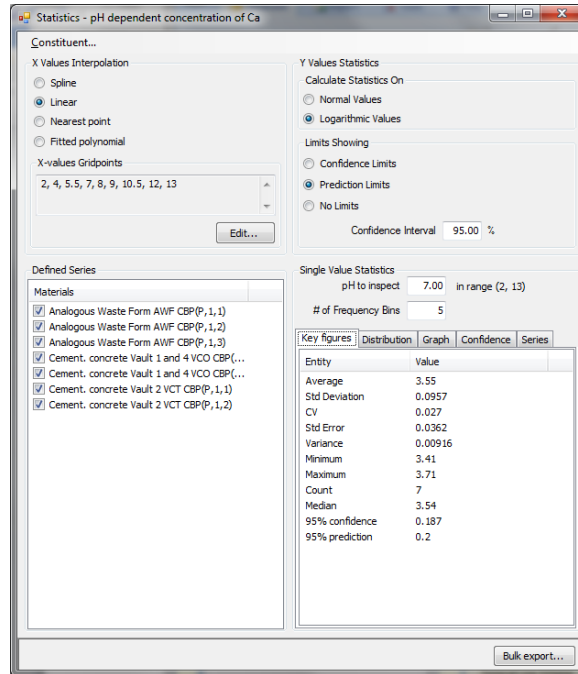 Statistics - pH dependent concentration of Ca
Constituent...
X Values Interpolation
Spline
Linear
Nearest point
Fitted polynomial
X-values Gridpoints
2, 4, 5.5, 7, 8, 9, 10.5, 12, 13
Edit...
Y Values Statistics
Calculate Statistics On
Normal Values
Logarithmic Values
Limits Showing
Confidence Limits
Prediction Limits
No Limits
Confidence Interval 95.00 %
Defined Series
Materials
Analogous Waste Form AWF CBP(P,1,1)
Analogous Waste Form AWF CBP(P,1,2)
Analogous Waste Form AWF CBP(P,1,3)
Cement. concrete Vault 1 and 4 VCO CBP(...
Cement. concrete Vault 1 and 4 VCO CBP(...
Cement. concrete Vault 2 VCT CBP(P,1,1)
Cement. concrete Vault 2 VCT CBP(P,1,2)
Single Value Statistics
pH to inspect 7.00 in range (2, 13)
# of Frequency Bins 5
Key figures Distribution Graph Confidence Series
Entity Value
Average 3.55
Std Deviation 0.0957
CV 0.027
Std Error 0.0362
Variance 0.00916
Minimum 3.41
Maximum 3.71
Count 7
Median 3.54
95% confidence 0.187
95% prediction 0.2
Bulk export...